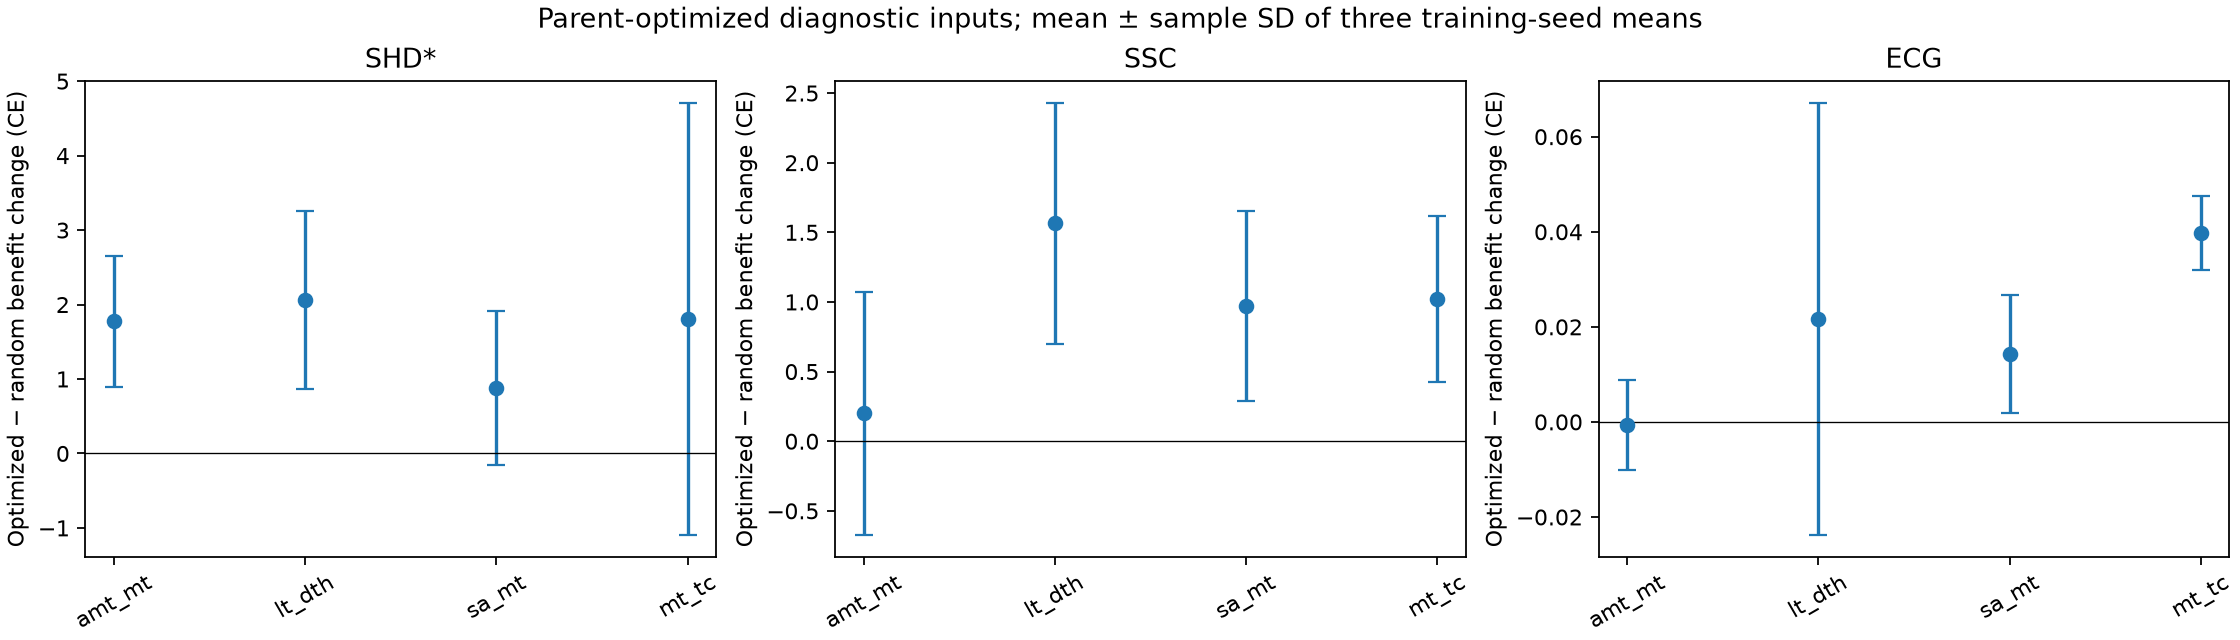 Parent-optimized diagnostic inputs; mean ± sample SD of three training-seed means
SHD*
Optimized − random benefit change (CE)
5
4
3
2
1
0
−1
amt_mt
lt_dth
sa_mt
mt_tc
SSC
Optimized − random benefit change (CE)
2.5
2.0
1.5
1.0
0.5
0.0
−0.5
amt_mt
lt_dth
sa_mt
mt_tc
ECG
Optimized − random benefit change (CE)
0.06
0.04
0.02
0.00
−0.02
amt_mt
lt_dth
sa_mt
mt_tc